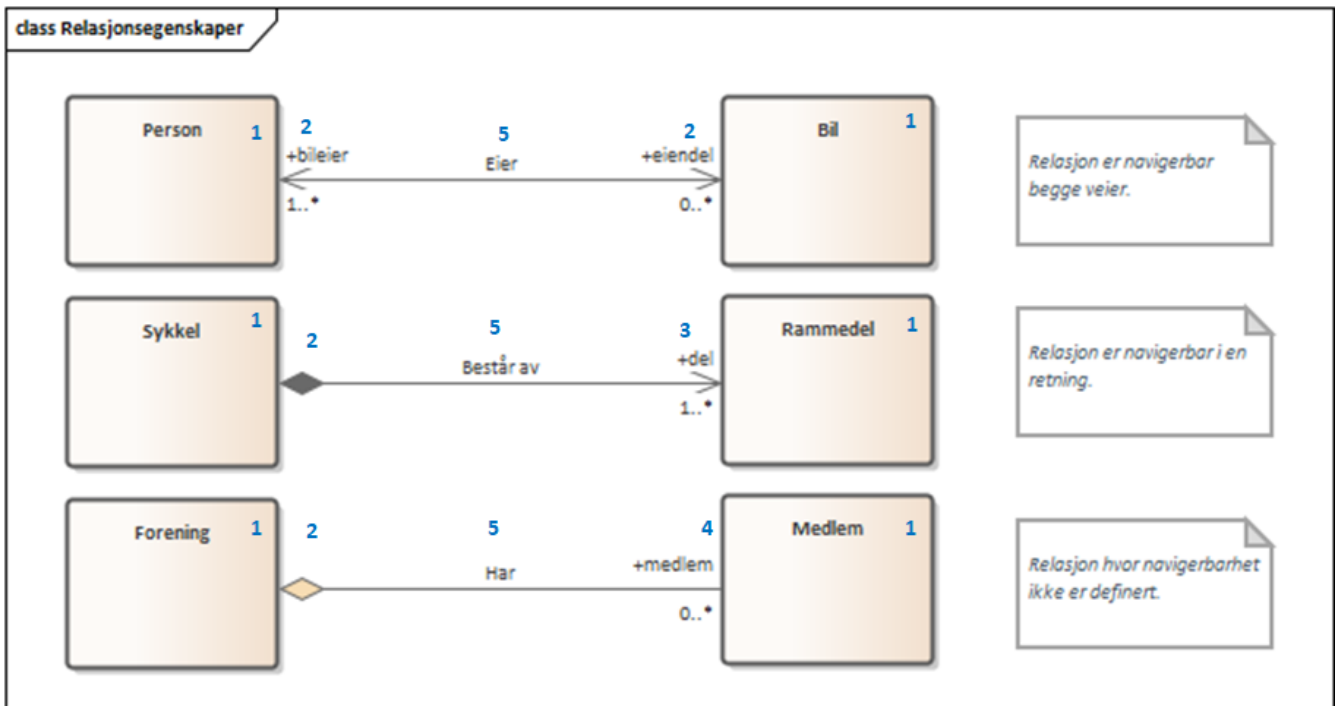 class Relasjonsegenskaper
Person 1
2
+bileier
1..*
5
Eier
2
+eiendel
0..*
Bil 1
Relasjon er navigerbar
begge veier.
Sykkel 1
2
5
Består av
3
+del
1..*
Rammedel 1
Relasjon er navigerbar i en
retning.
Forening 1
2
5
Har
4
+medlem
0..*
Medlem 1
Relasjon hvor navigerbarhet
ikke er definert.